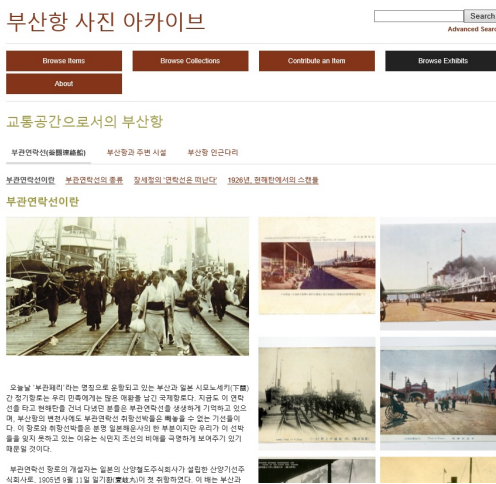 부산항 사진 아카이브
Search
Advanced Sear
Browse Items
Browse Collections
Contribute an Item
Browse Exhibits
About
교통공간으로서의 부산항
부관연락선(釜關連絡船)
부산항과 주변 시설
부산항 인근다리
부관연락선이란
부관연락선의 종류
장세정의 '연락선은 떠난다'
1926년, 현해탄에서의 스캔들
부관연락선이란
오늘날 '부관페리'라는 명칭으로 운항되고 있는 부산과 일본 시모노세키(下關)
간 정기항로는 우리 민족에게는 많은 애환을 남긴 국제항로다. 지금도 이 연락
선을 타고 현해탄을 건너 다녔던 분들은 부관연락선을 생생하게 기억하고 있으
며, 부산항의 변천사에도 부관연락선 취항선박들은 빼놓을 수 없는 기선들이
다. 이 항로와 취항선박들은 분명 일본해운사의 한 부분이지만 우리가 이 선박
들을 잊지 못하고 있는 이유는 식민지 조선의 비애를 극명하게 보여주기 있기
때문일 것이다.
부관연락선 항로의 개설자는 일본의 산양철도주식회사가 설립한 산양기선주
식회사로, 1905년 9월 11일 일기환(壹岐丸)이 첫 취항하였다. 이 배는 부산과